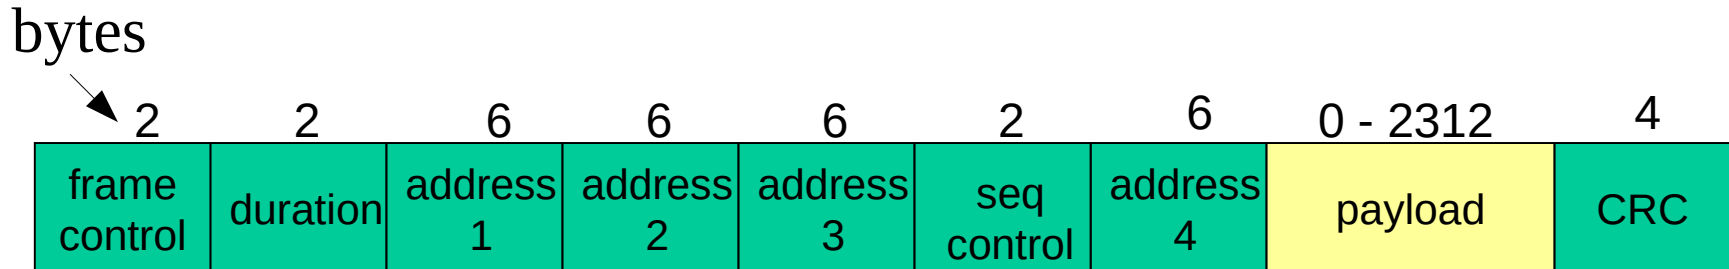 bytes
2 2 6 6 6 2 6 0 - 2312 4
frame control
duration
address 1
address 2
address 3
seq control
address 4
payload
CRC